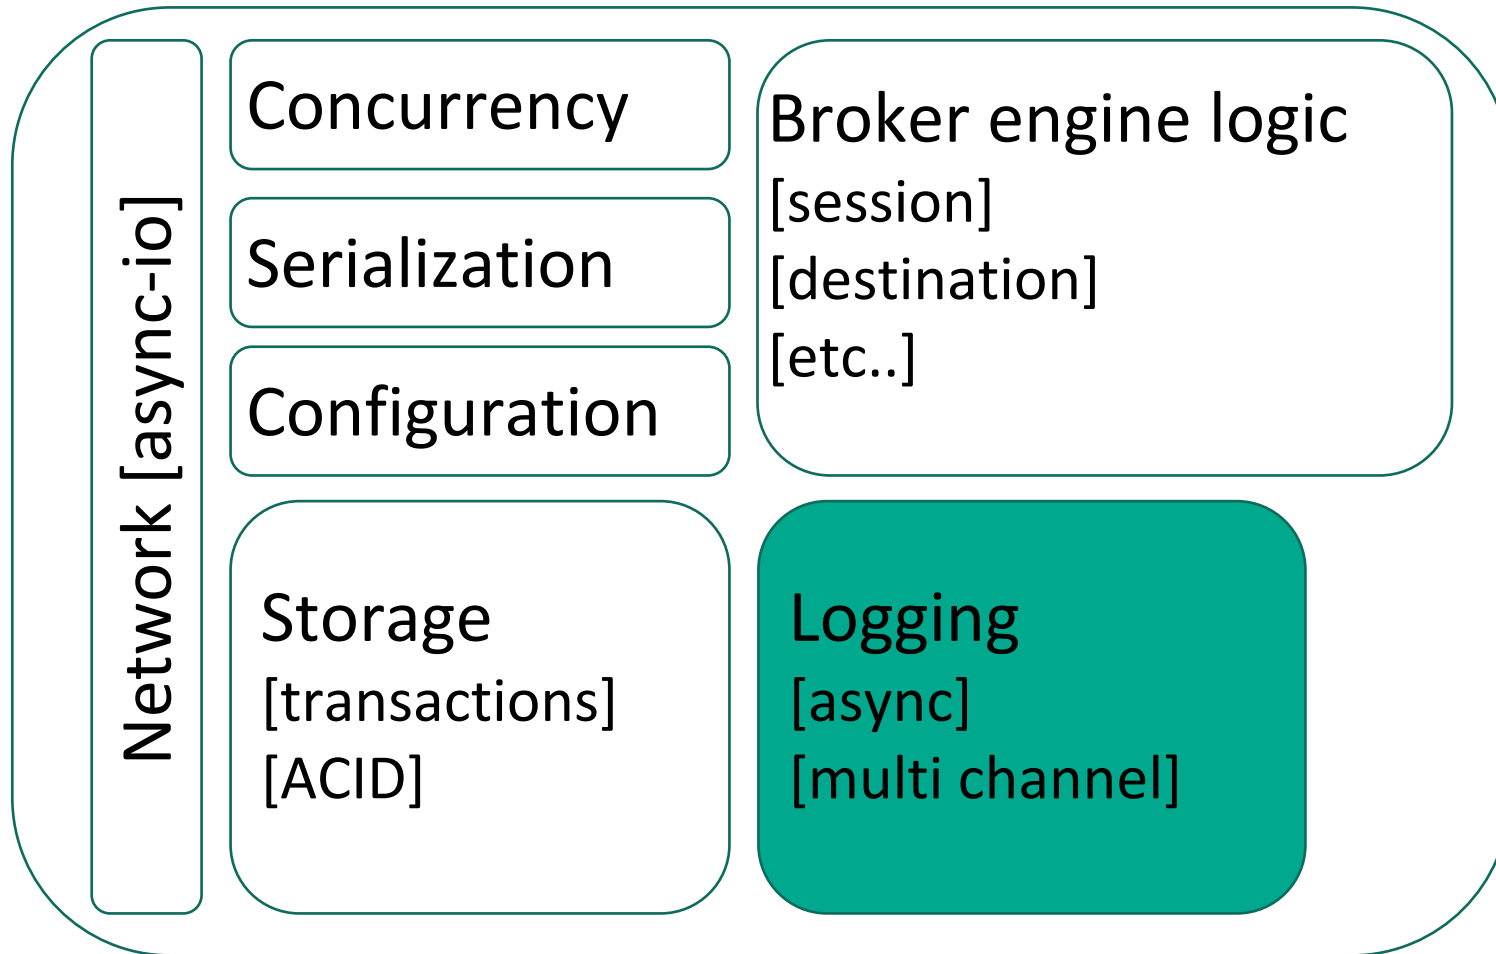 Network [async-io]
Concurrency
Serialization
Configuration
Broker engine logic
[session]
[destination]
[etc..]
Storage
[transactions]
[ACID]
Logging
[async]
[multi channel]